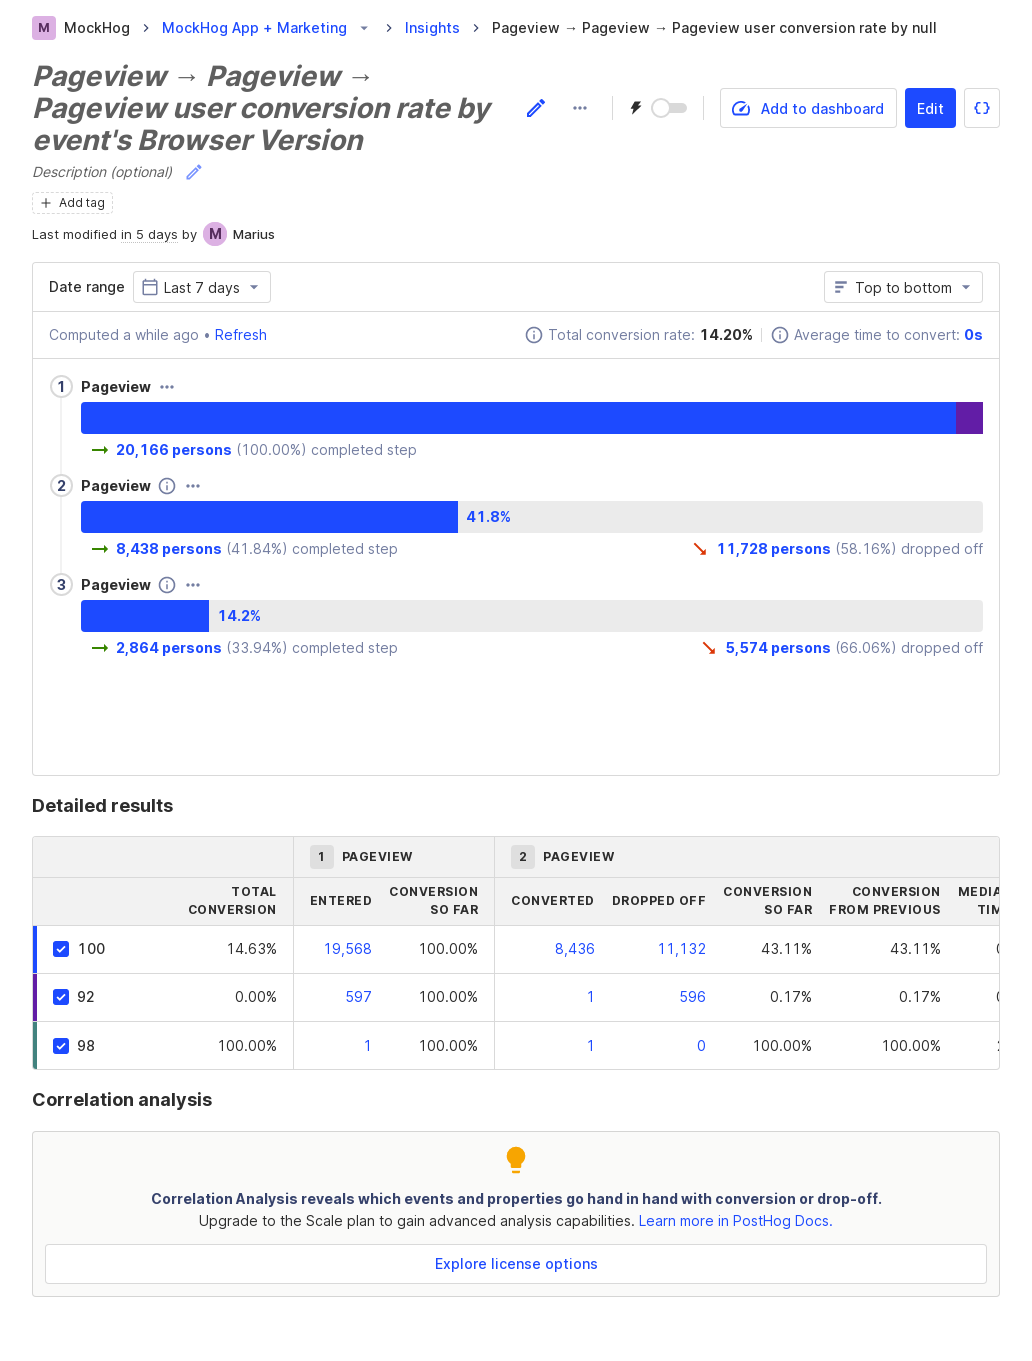 M MockHog > MockHog App + Marketing > Insights > Pageview → Pageview → Pageview user conversion rate by null
Pageview → Pageview →
Pageview user conversion rate by
event's Browser Version
Add to dashboard Edit {}
Description (optional)
Add tag
Last modified in 5 days by M Marius
Date range Last 7 days Top to bottom
Computed a while ago • Refresh Total conversion rate: 14.20% Average time to convert: 0s
1 Pageview
20,166 persons (100.00%) completed step
2 Pageview
41.8%
8,438 persons (41.84%) completed step 11,728 persons (58.16%) dropped off
3 Pageview
14.2%
2,864 persons (33.94%) completed step 5,574 persons (66.06%) dropped off
Detailed results
1 PAGEVIEW 2 PAGEVIEW
TOTAL CONVERSION ENTERED CONVERSION SO FAR CONVERTED DROPPED OFF CONVERSION SO FAR CONVERSION FROM PREVIOUS
100 14.63% 19,568 100.00% 8,436 11,132 43.11% 43.11%
92 0.00% 597 100.00% 1 596 0.17% 0.17%
98 100.00% 1 100.00% 1 0 100.00% 100.00%
Correlation analysis
Correlation Analysis reveals which events and properties go hand in hand with conversion or drop-off.
Upgrade to the Scale plan to gain advanced analysis capabilities. Learn more in PostHog Docs.
Explore license options